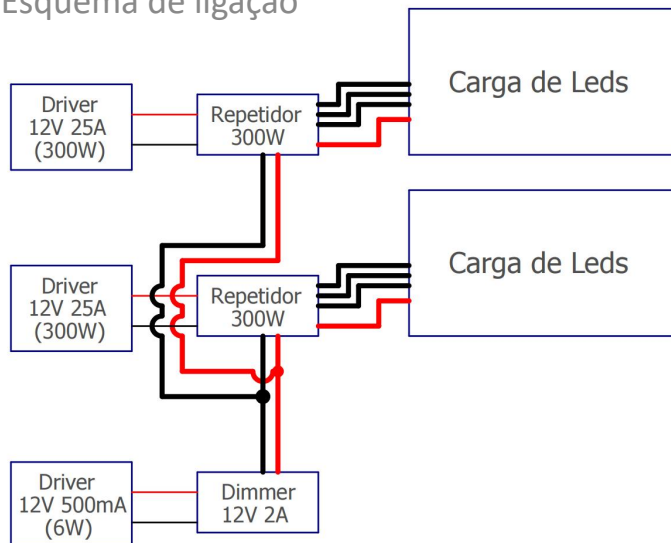 Esquema de ligação
Driver
12V 25A
(300W)
Repetidor
300W
Carga de Leds
Driver
12V 25A
(300W)
Repetidor
300W
Carga de Leds
Driver
12V 500mA
(6W)
Dimmer
12V 2A